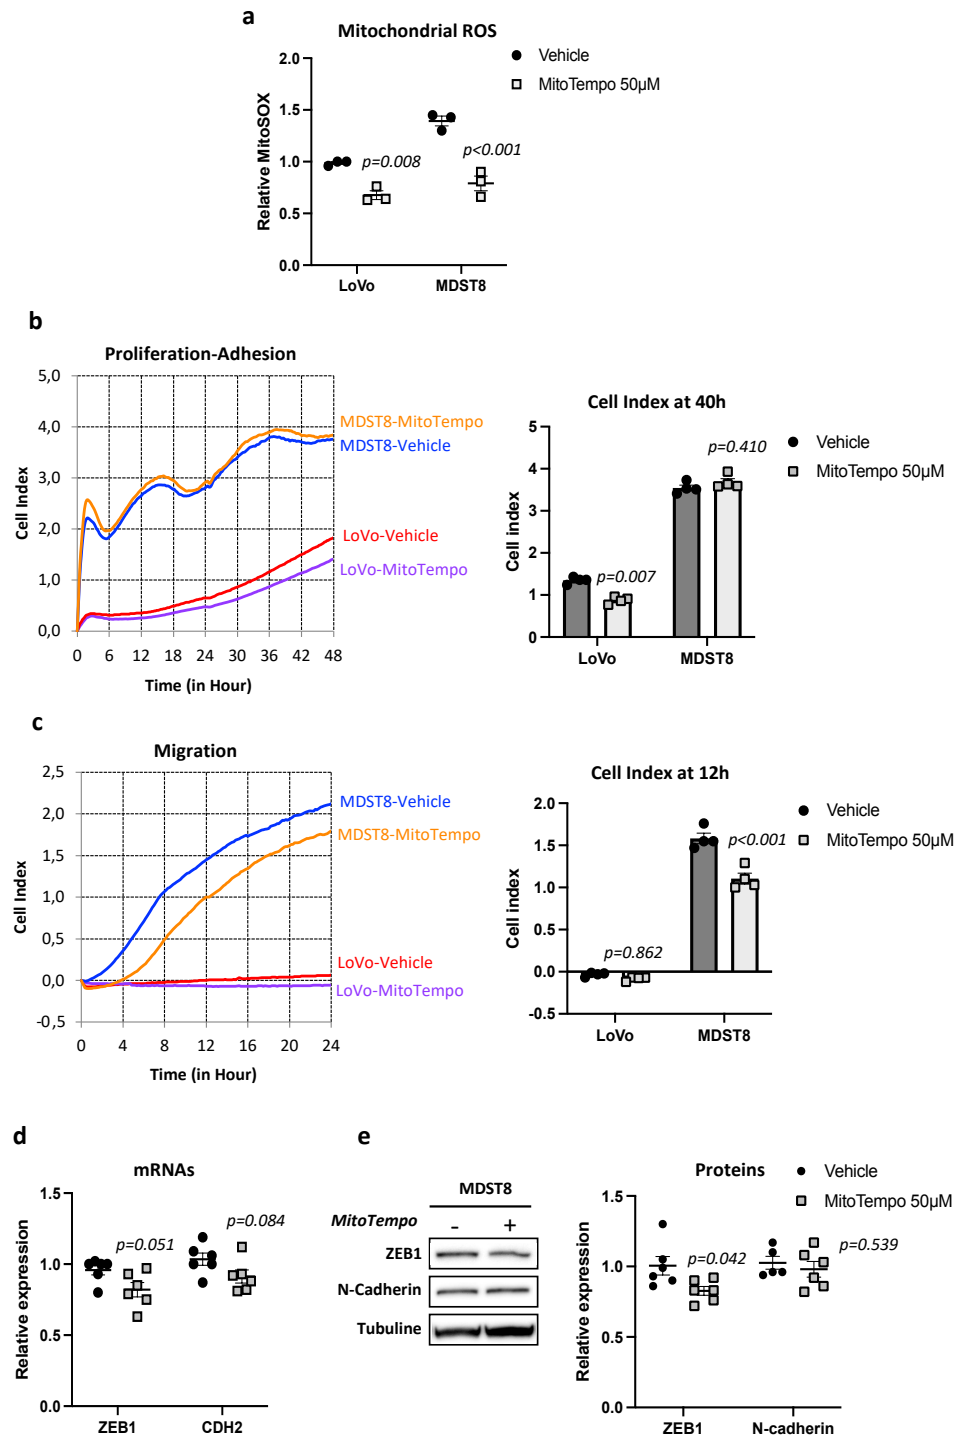 a
Mitochondrial ROS
Vehicle
MitoTempo 50µM
Relative MitoSOX
2.0
1.5
1.0
0.5
0.0
p=0.008
p<0.001
LoVo
MDST8
b
Proliferation-Adhesion
Cell Index
5,0
4,0
3,0
2,0
1,0
0,0
0 6 12 18 24 30 36 42 48
Time (in Hour)
MDST8-MitoTempo
MDST8-Vehicle
LoVo-Vehicle
LoVo-MitoTempo
Cell Index at 40h
Vehicle
MitoTempo 50µM
Cell index
5
4
3
2
1
0
p=0.410
p=0.007
LoVo
MDST8
c
Migration
Cell Index
2,5
2,0
1,5
1,0
0,5
0,0
-0,5
0 4 8 12 16 20 24
Time (in Hour)
MDST8-Vehicle
MDST8-MitoTempo
LoVo-Vehicle
LoVo-MitoTempo
Cell Index at 12h
Vehicle
MitoTempo 50µM
Cell index
2.0
1.5
1.0
0.5
-0.0
-0.5
p<0.001
p=0.862
LoVo
MDST8
d
mRNAs
Relative expression
1.5
1.0
0.5
0.0
p=0.051
p=0.084
ZEB1
CDH2
e
MDST8
MitoTempo - +
ZEB1
N-Cadherin
Tubuline
Proteins
Vehicle
MitoTempo 50µM
Relative expression
1.5
1.0
0.5
0.0
p=0.042
p=0.539
ZEB1
N-cadherin